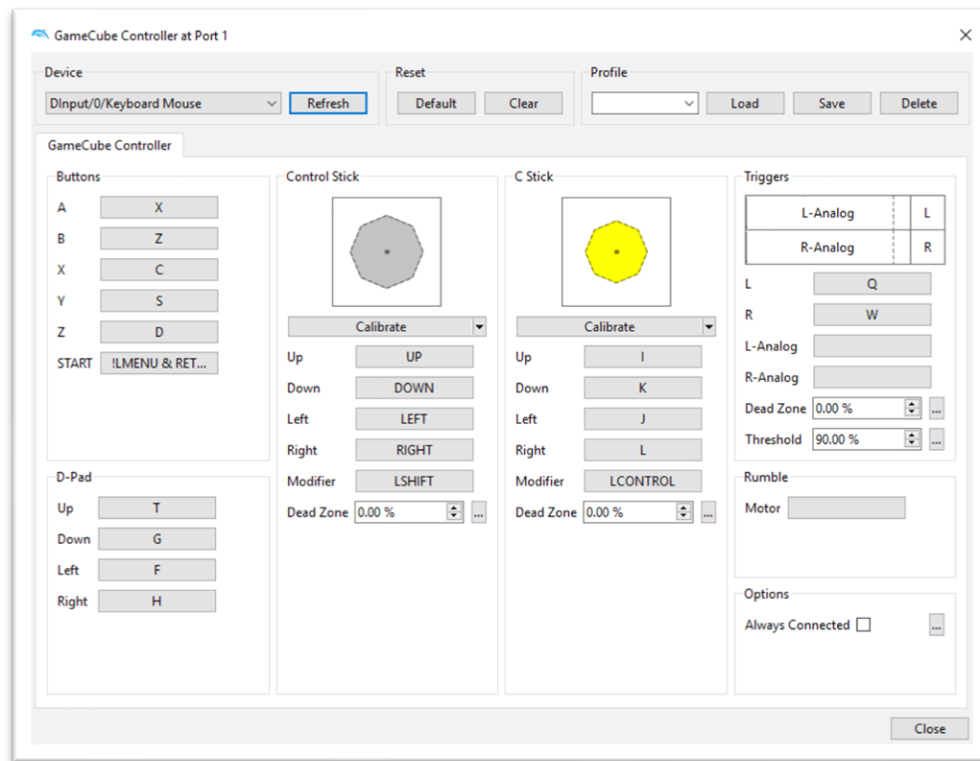 GameCube Controller at Port 1
Device
DInput/0/Keyboard Mouse
Refresh
Reset
Default
Clear
Profile
Load
Save
Delete
GameCube Controller
Buttons
A X
B Z
X C
Y S
Z D
START !LMENU & RET...
D-Pad
Up T
Down G
Left F
Right H
Control Stick
Calibrate
Up UP
Down DOWN
Left LEFT
Right RIGHT
Modifier LSHIFT
Dead Zone 0.00 % ...
C Stick
Calibrate
Up I
Down K
Left J
Right L
Modifier LCONTROL
Dead Zone 0.00 % ...
Triggers
L-Analog L
R-Analog R
L Q
R W
L-Analog
R-Analog
Dead Zone 0.00 % ...
Threshold 90.00 % ...
Rumble
Motor
Options
Always Connected ...
Close